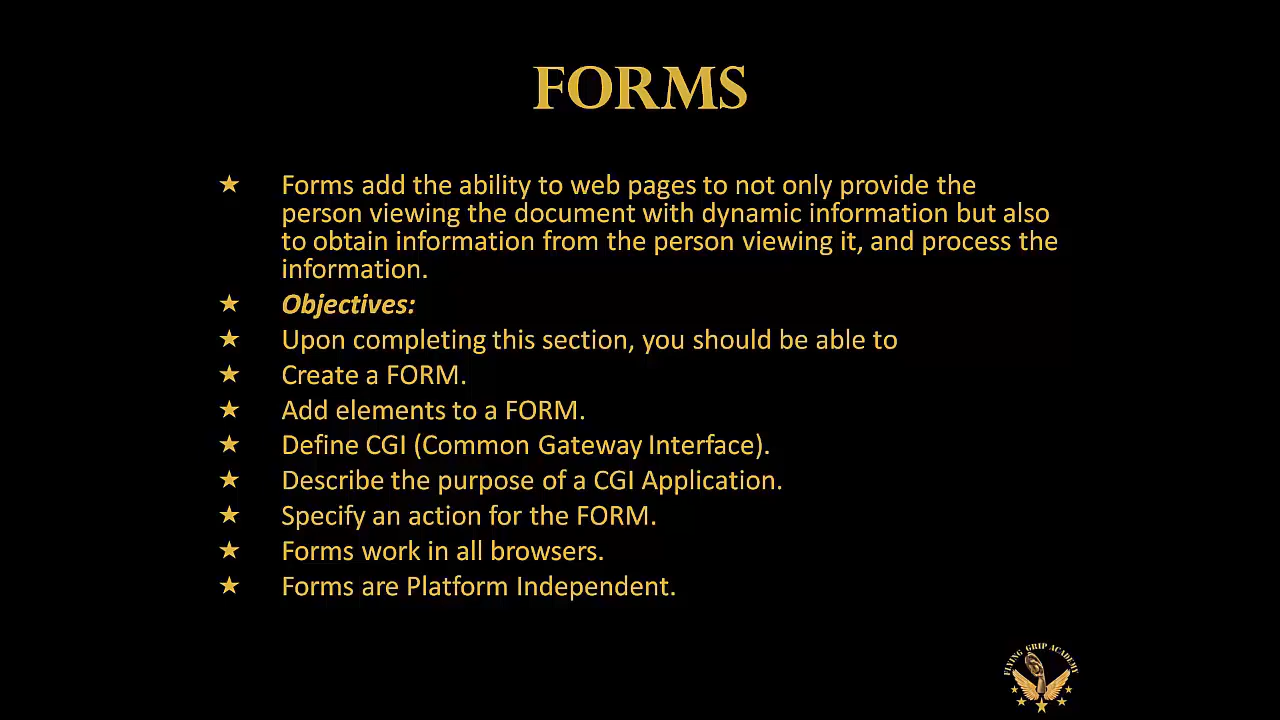 FORMS
Forms add the ability to web pages to not only provide the
person viewing the document with dynamic information but also
to obtain information from the person viewing it, and process the
information.
Objectives:
Upon completing this section, you should be able to
Create a FORM.
Add elements to a FORM.
Define CGI (Common Gateway Interface).
Describe the purpose of a CGI Application.
Specify an action for the FORM.
Forms work in all browsers.
Forms are Platform Independent.
FLYING GRIP ACADEMY